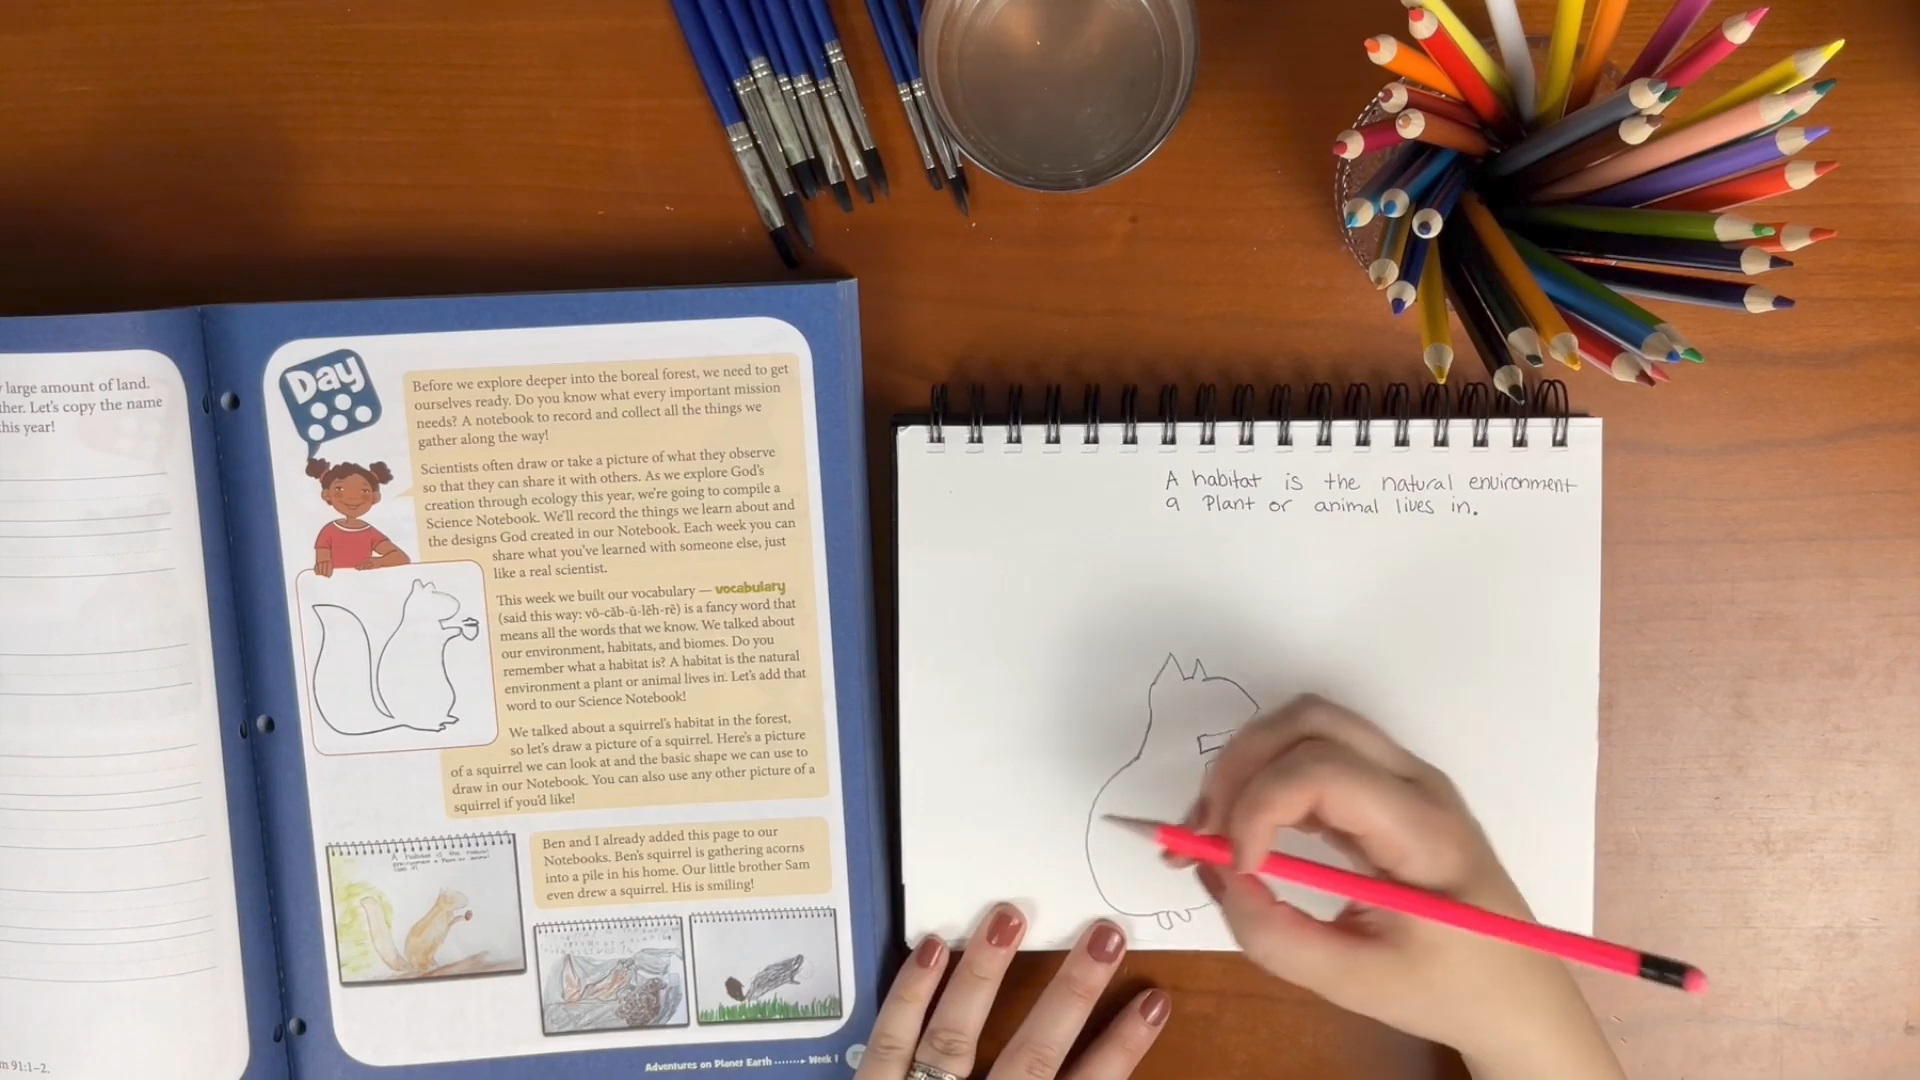 large amount of land.
ther. Let's copy the name
his year!
m 91:1–2.
Day
Before we explore deeper into the boreal forest, we need to get
ourselves ready. Do you know what every important mission
needs? A notebook to record and collect all the things we
gather along the way!
Scientists often draw or take a picture of what they observe
so that they can share it with others. As we explore God's
creation through ecology this year, we're going to compile a
Science Notebook. We'll record the things we learn about and
the designs God created in our Notebook. Each week you can
share what you've learned with someone else, just
like a real scientist.
This week we built our vocabulary — vocabulary
(said this way: vō-căb-ū-lĕh-rē) is a fancy word that
means all the words that we know. We talked about
our environment, habitats, and biomes. Do you
remember what a habitat is? A habitat is the natural
environment a plant or animal lives in. Let's add that
word to our Science Notebook!
We talked about a squirrel's habitat in the forest,
so let's draw a picture of a squirrel. Here's a picture
of a squirrel we can look at and the basic shape we can use to
draw in our Notebook. You can also use any other picture of a
squirrel if you'd like!
Ben and I already added this page to our
Notebooks. Ben's squirrel is gathering acorns
into a pile in his home. Our little brother Sam
even drew a squirrel. His is smiling!
A habitat is the
Adventures on Planet Earth ······· Week 1
A habitat is the natural environment
a Plant or animal lives in.